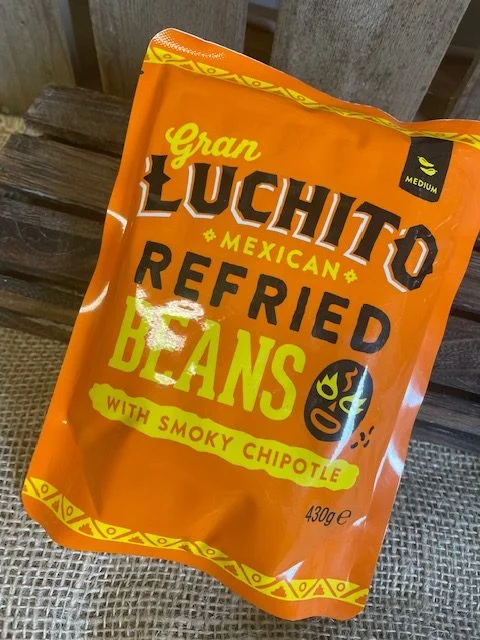 Gran
LUCHITO
MEXICAN
REFRIED
BEANS
WITH SMOKY CHIPOTLE
MEDIUM
430g ℮